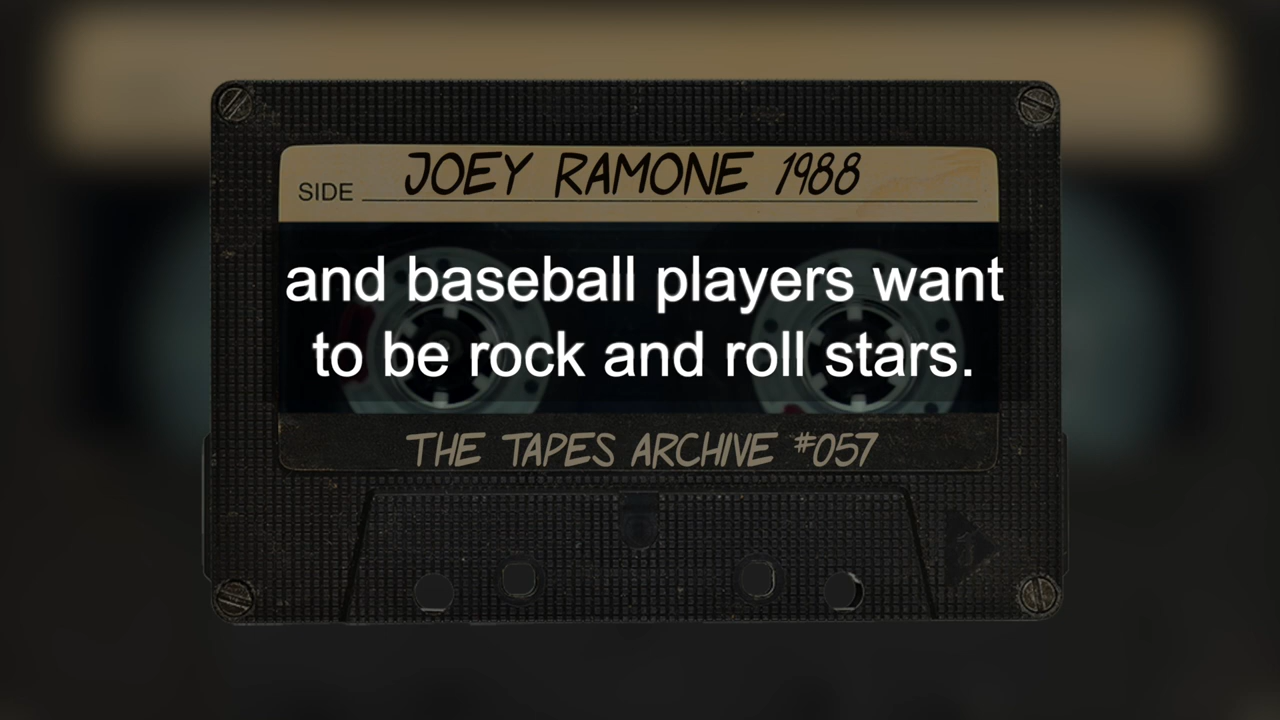 JOEY RAMONE 1988
SIDE
and baseball players want
to be rock and roll stars.
THE TAPES ARCHIVE #057